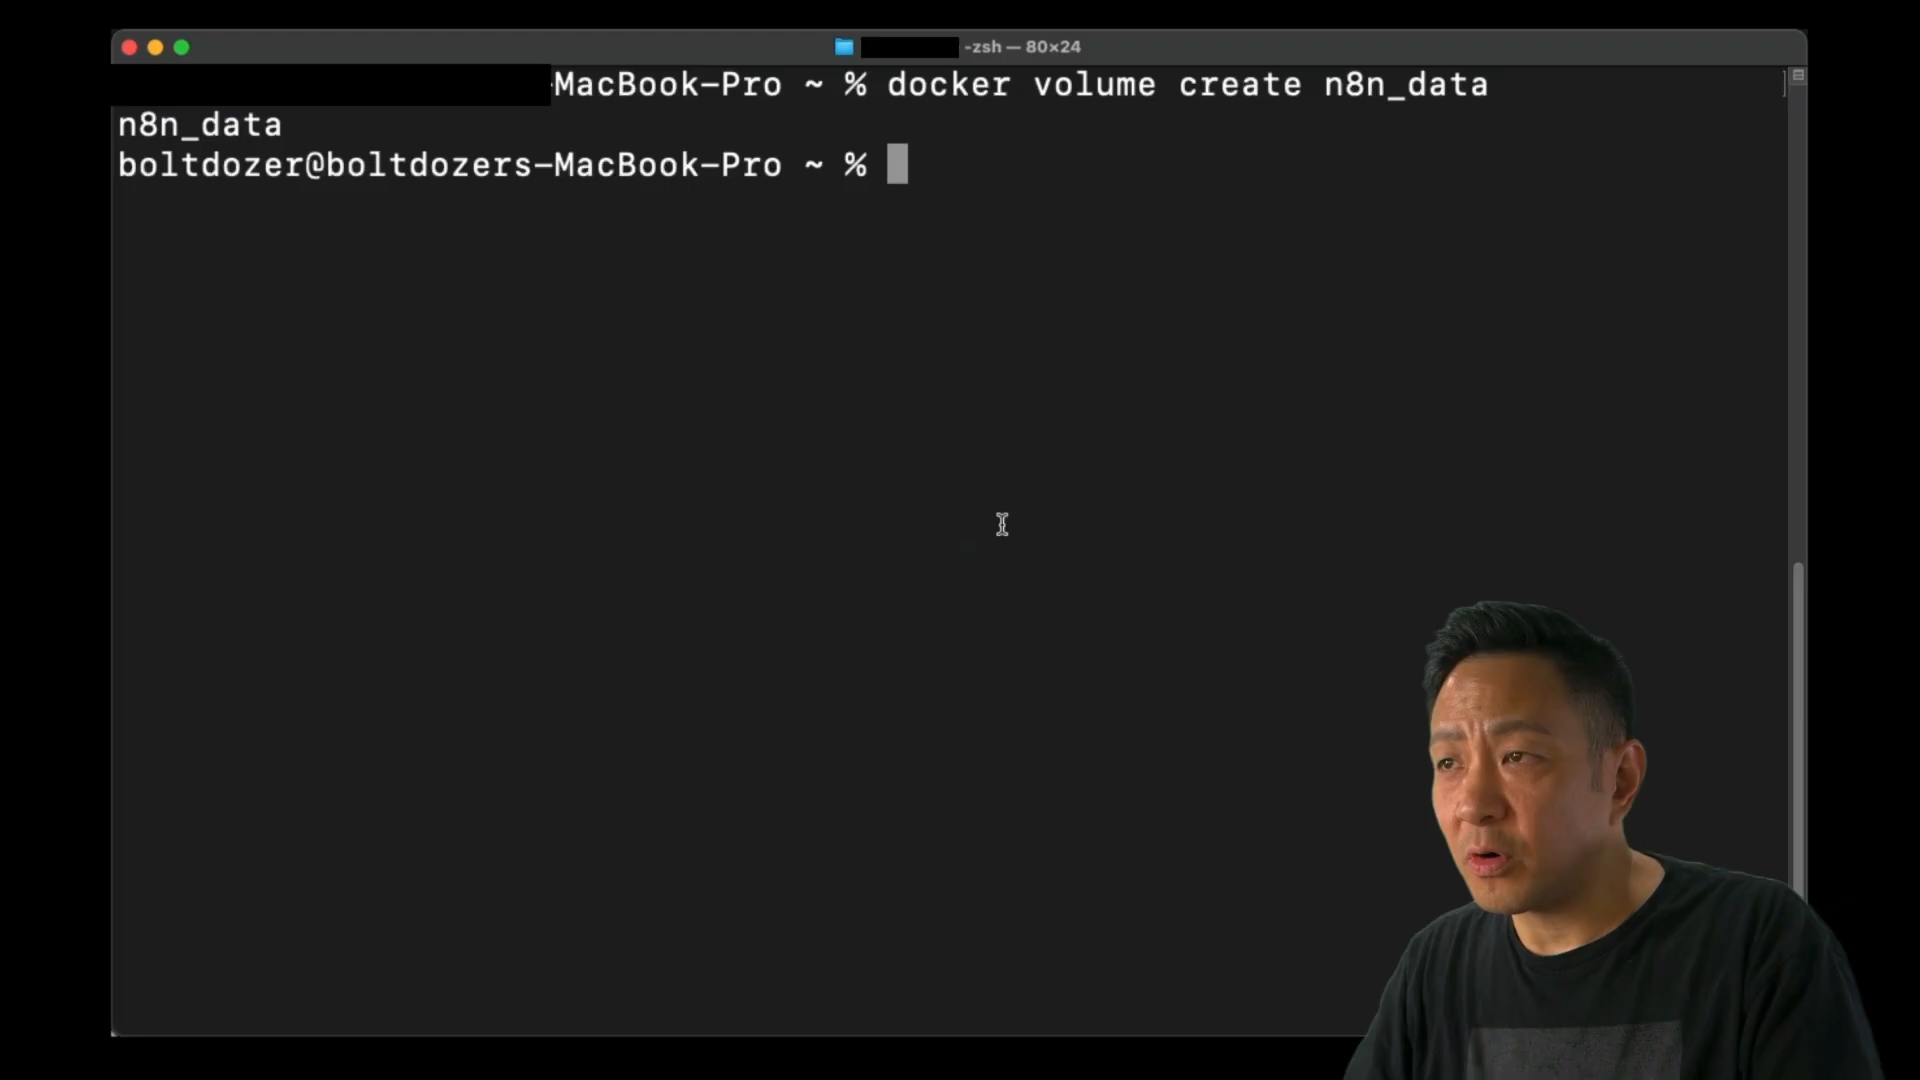 -zsh — 80×24
-MacBook-Pro ~ % docker volume create n8n_data
n8n_data
boltdozer@boltdozers-MacBook-Pro ~ %